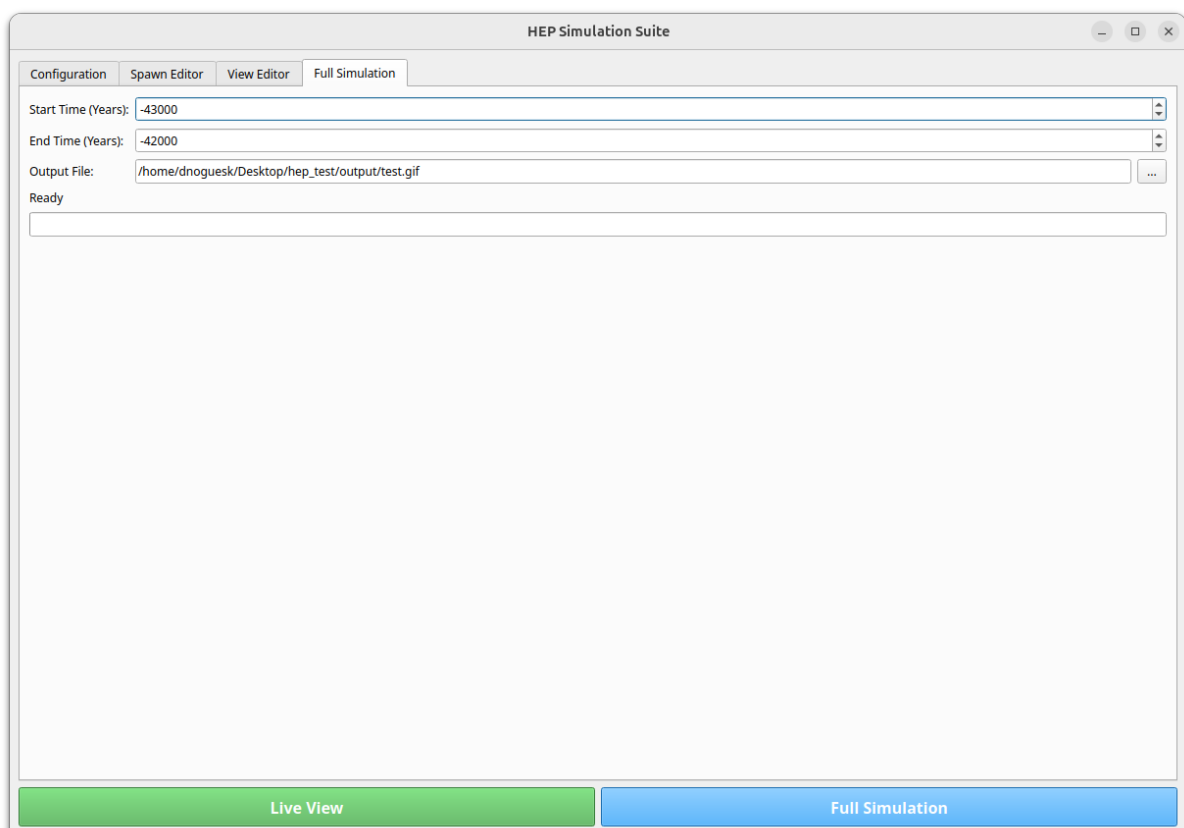 HEP Simulation Suite
Configuration Spawn Editor View Editor Full Simulation
Start Time (Years): -43000
End Time (Years): -42000
Output File: /home/dnoguesk/Desktop/hep_test/output/test.gif ...
Ready
Live View Full Simulation